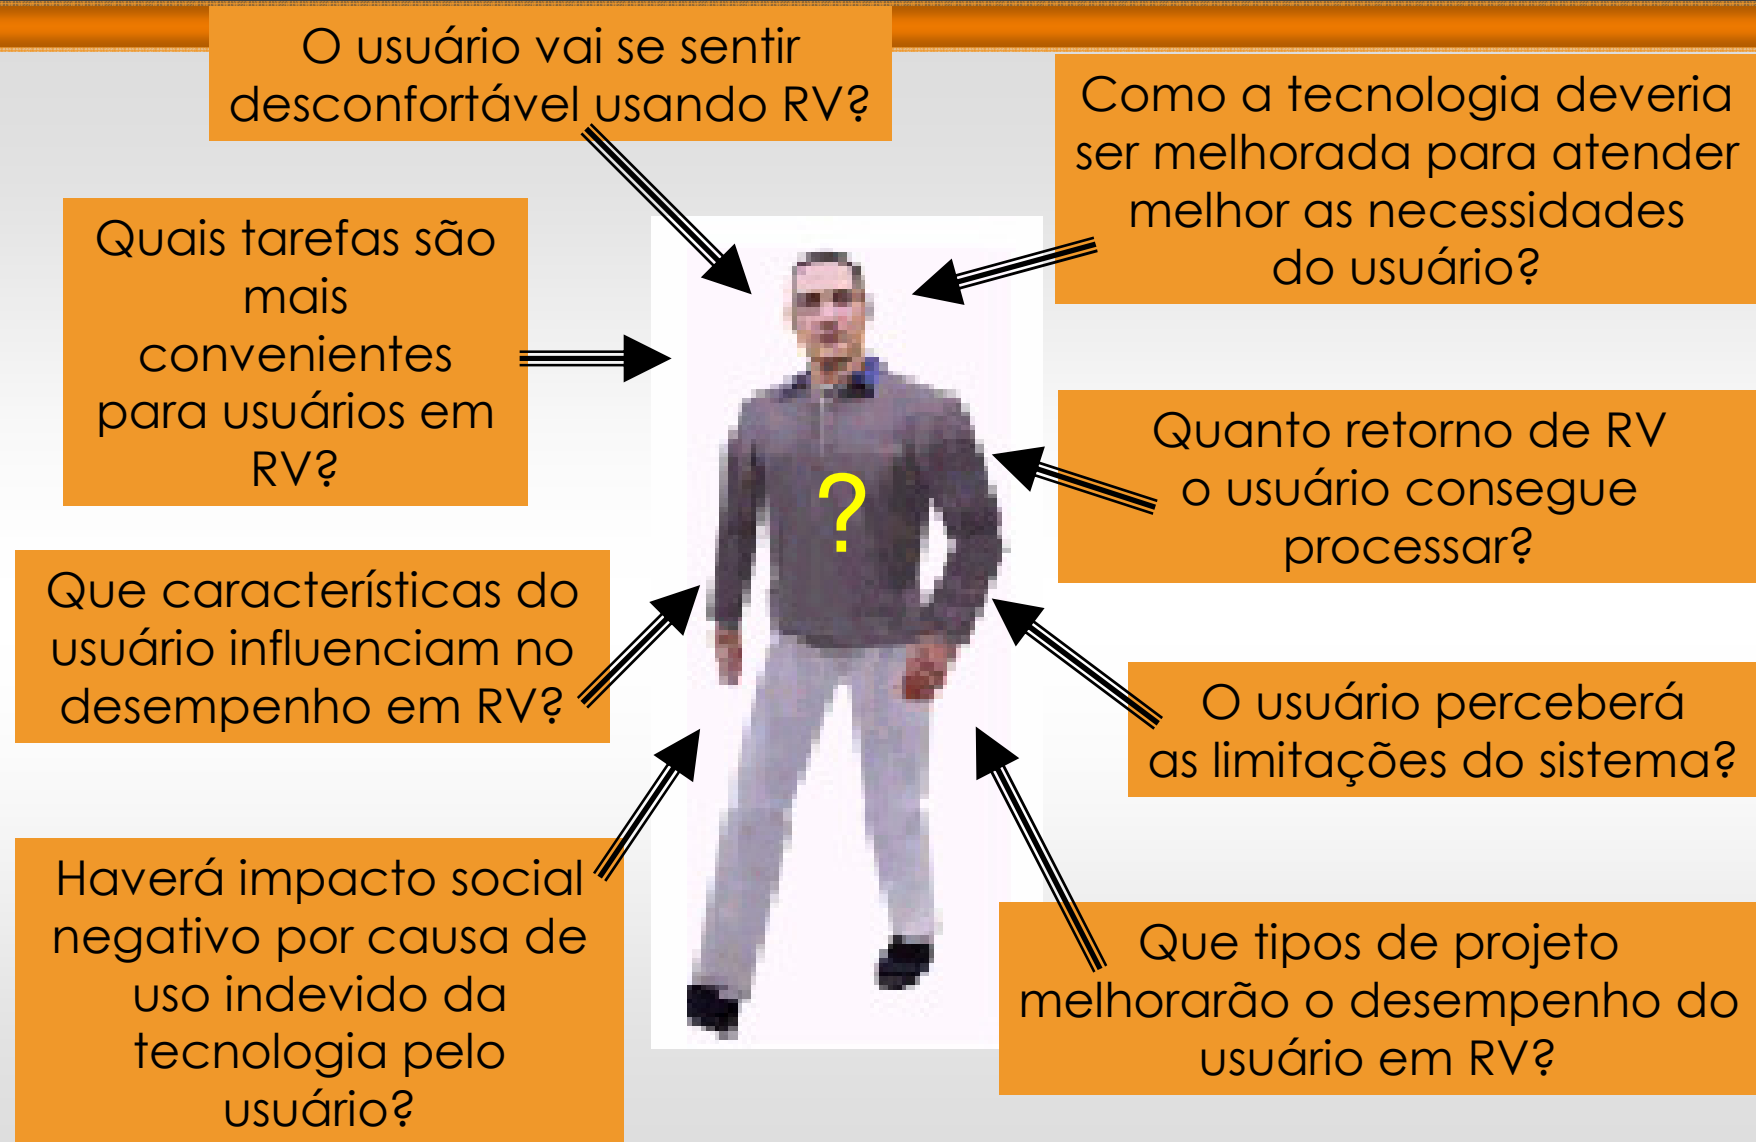 O usuário vai se sentir
desconfortável usando RV?
Como a tecnologia deveria
ser melhorada para atender
melhor as necessidades
do usuário?
Quais tarefas são
mais
convenientes
para usuários em
RV?
Quanto retorno de RV
o usuário consegue
processar?
?
Que características do
usuário influenciam no
desempenho em RV?
O usuário perceberá
as limitações do sistema?
Haverá impacto social
negativo por causa de
uso indevido da
tecnologia pelo
usuário?
Que tipos de projeto
melhorarão o desempenho do
usuário em RV?